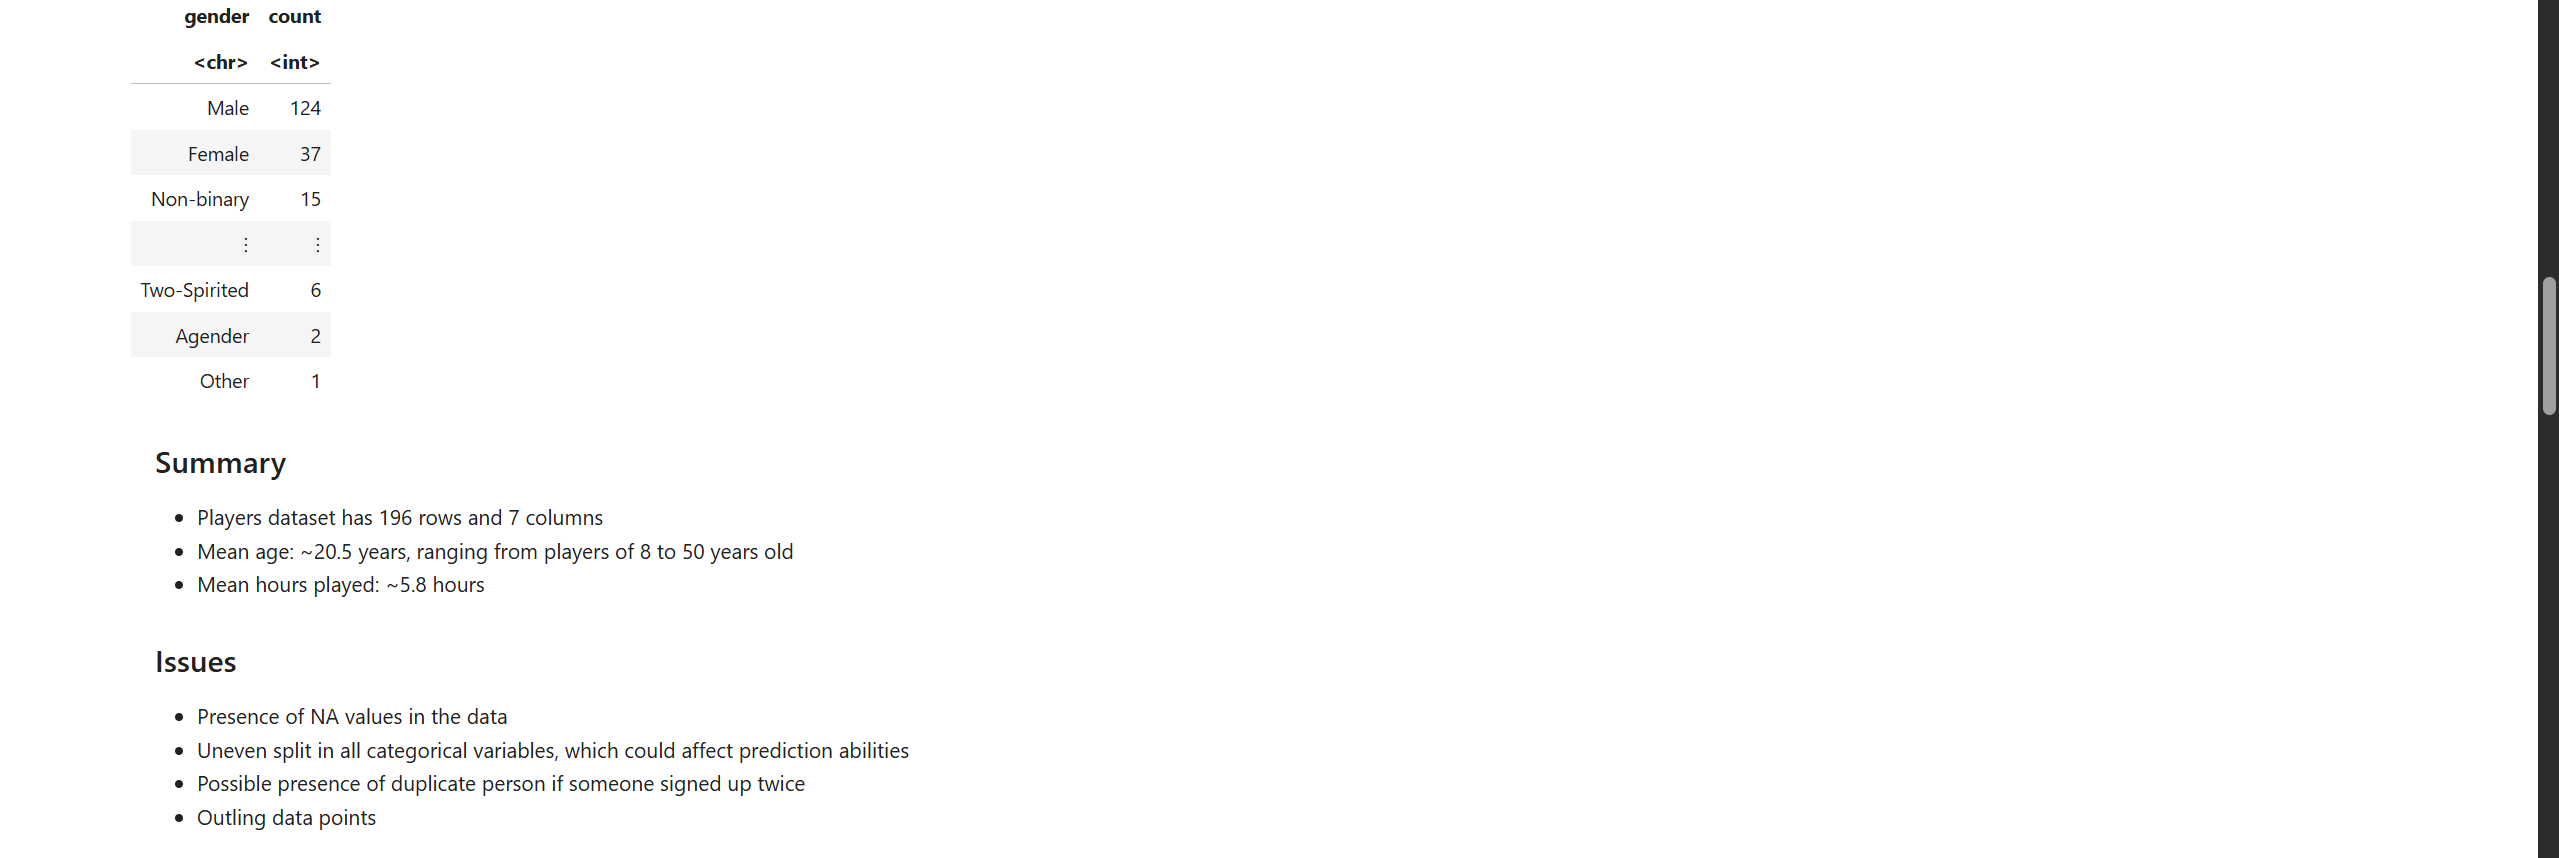 gender count
<chr> <int>
Male 124
Female 37
Non-binary 15
⋮ ⋮
Two-Spirited 6
Agender 2
Other 1
Summary
• Players dataset has 196 rows and 7 columns
• Mean age: ~20.5 years, ranging from players of 8 to 50 years old
• Mean hours played: ~5.8 hours
Issues
• Presence of NA values in the data
• Uneven split in all categorical variables, which could affect prediction abilities
• Possible presence of duplicate person if someone signed up twice
• Outling data points